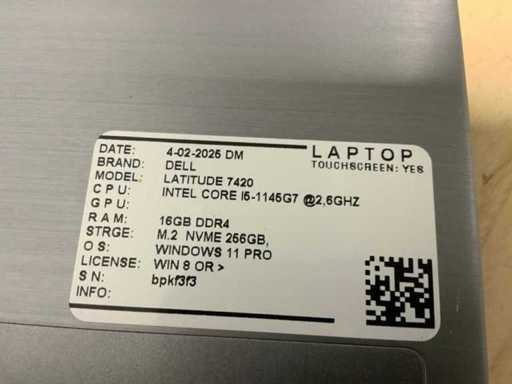 LAPTOP
TOUCHSCREEN: YES
DATE: 4-02-2025 DM
BRAND: DELL
MODEL: LATITUDE 7420
CPU: INTEL CORE I5-1145G7 @2,6GHZ
GPU:
RAM: 16GB DDR4
STRGE: M.2 NVME 256GB,
OS: WINDOWS 11 PRO
LICENSE: WIN 8 OR >
SN: bpkf3f3
INFO: